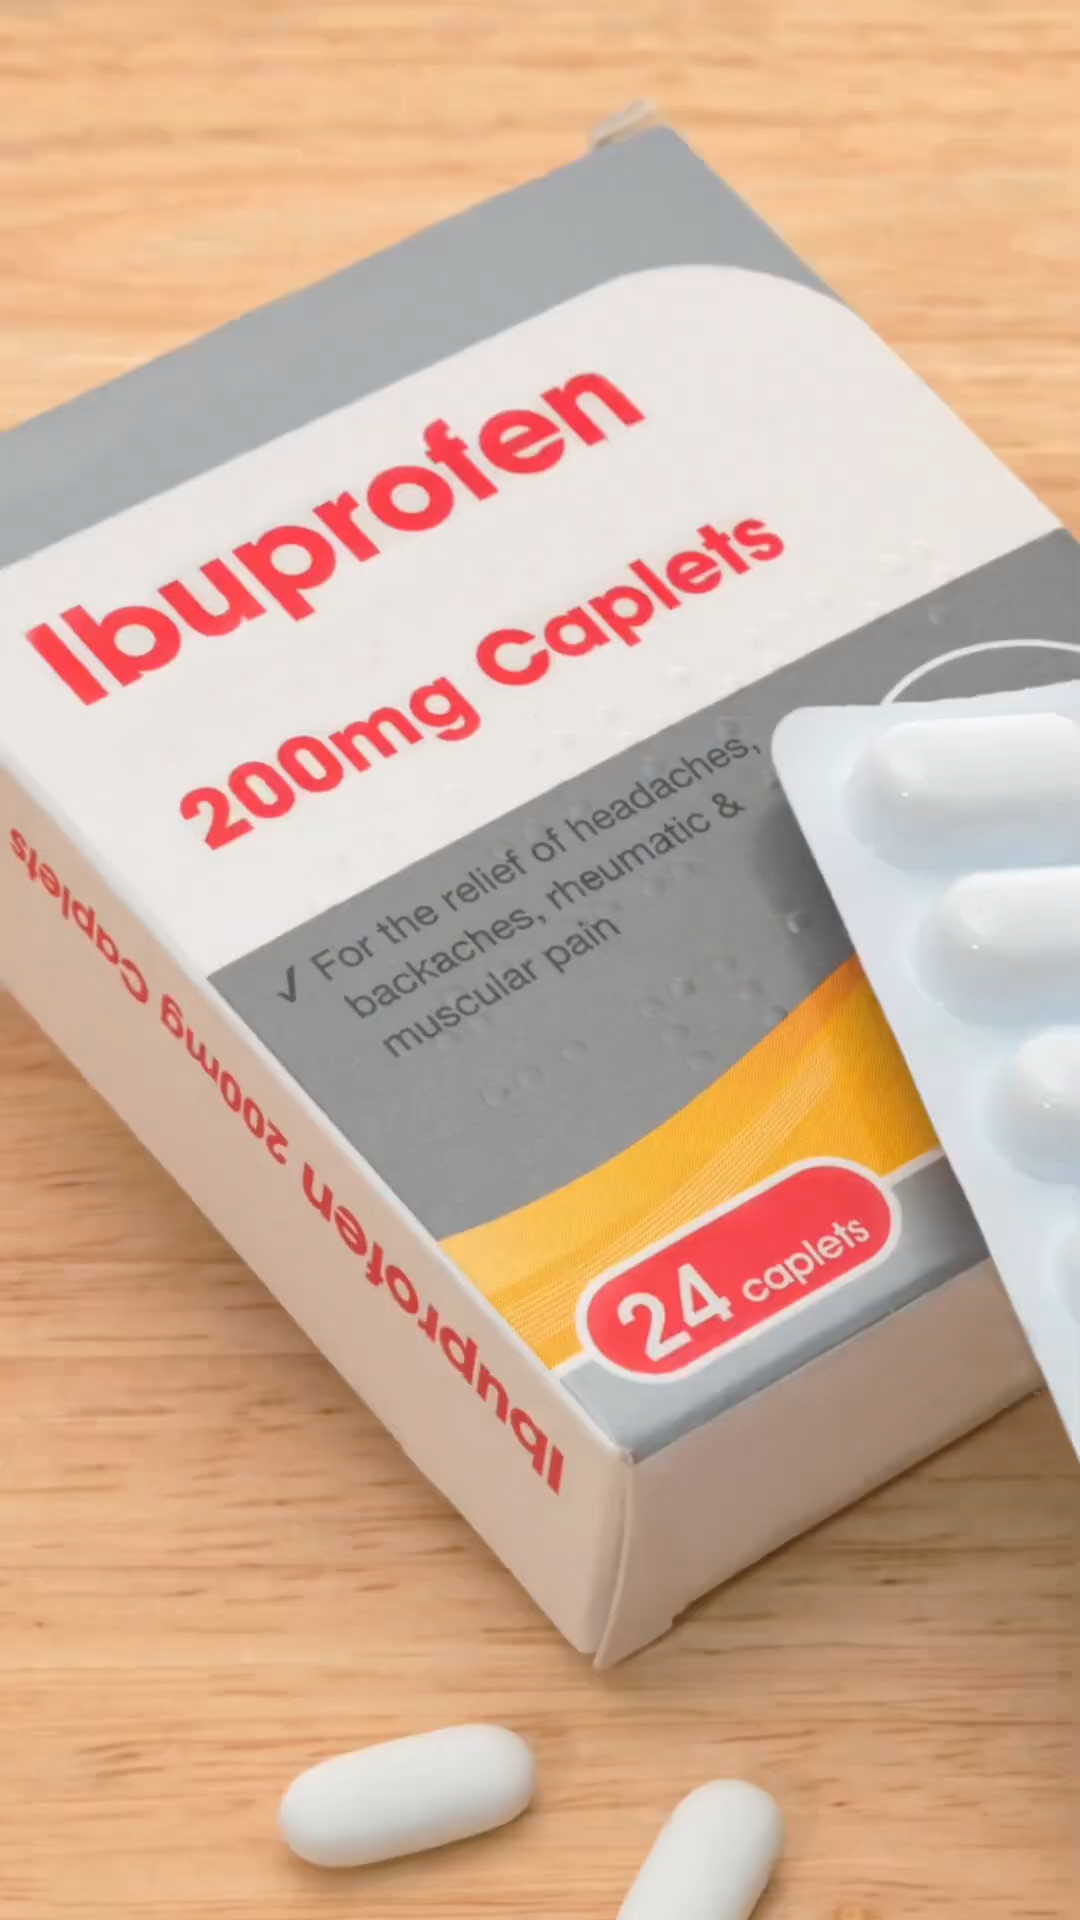 Ibuprofen
200mg Caplets
✓ For the relief of headaches,
backaches, rheumatic &
muscular pain
24 caplets
Ibuprofen 200mg Caplets